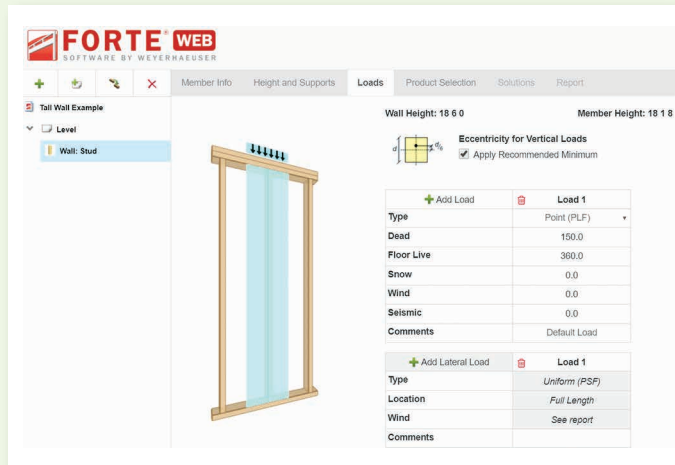 FORTE® WEB
SOFTWARE BY WEYERHAEUSER
Member Info Height and Supports Loads Product Selection Solutions Report
Tall Wall Example
Level
Wall: Stud
Wall Height: 18 6 0 Member Height: 18 1 8
Eccentricity for Vertical Loads
Apply Recommended Minimum
d d/6
Add Load Load 1
Type Point (PLF)
Dead 150.0
Floor Live 360.0
Snow 0.0
Wind 0.0
Seismic 0.0
Comments Default Load
Add Lateral Load Load 1
Type Uniform (PSF)
Location Full Length
Wind See report
Comments